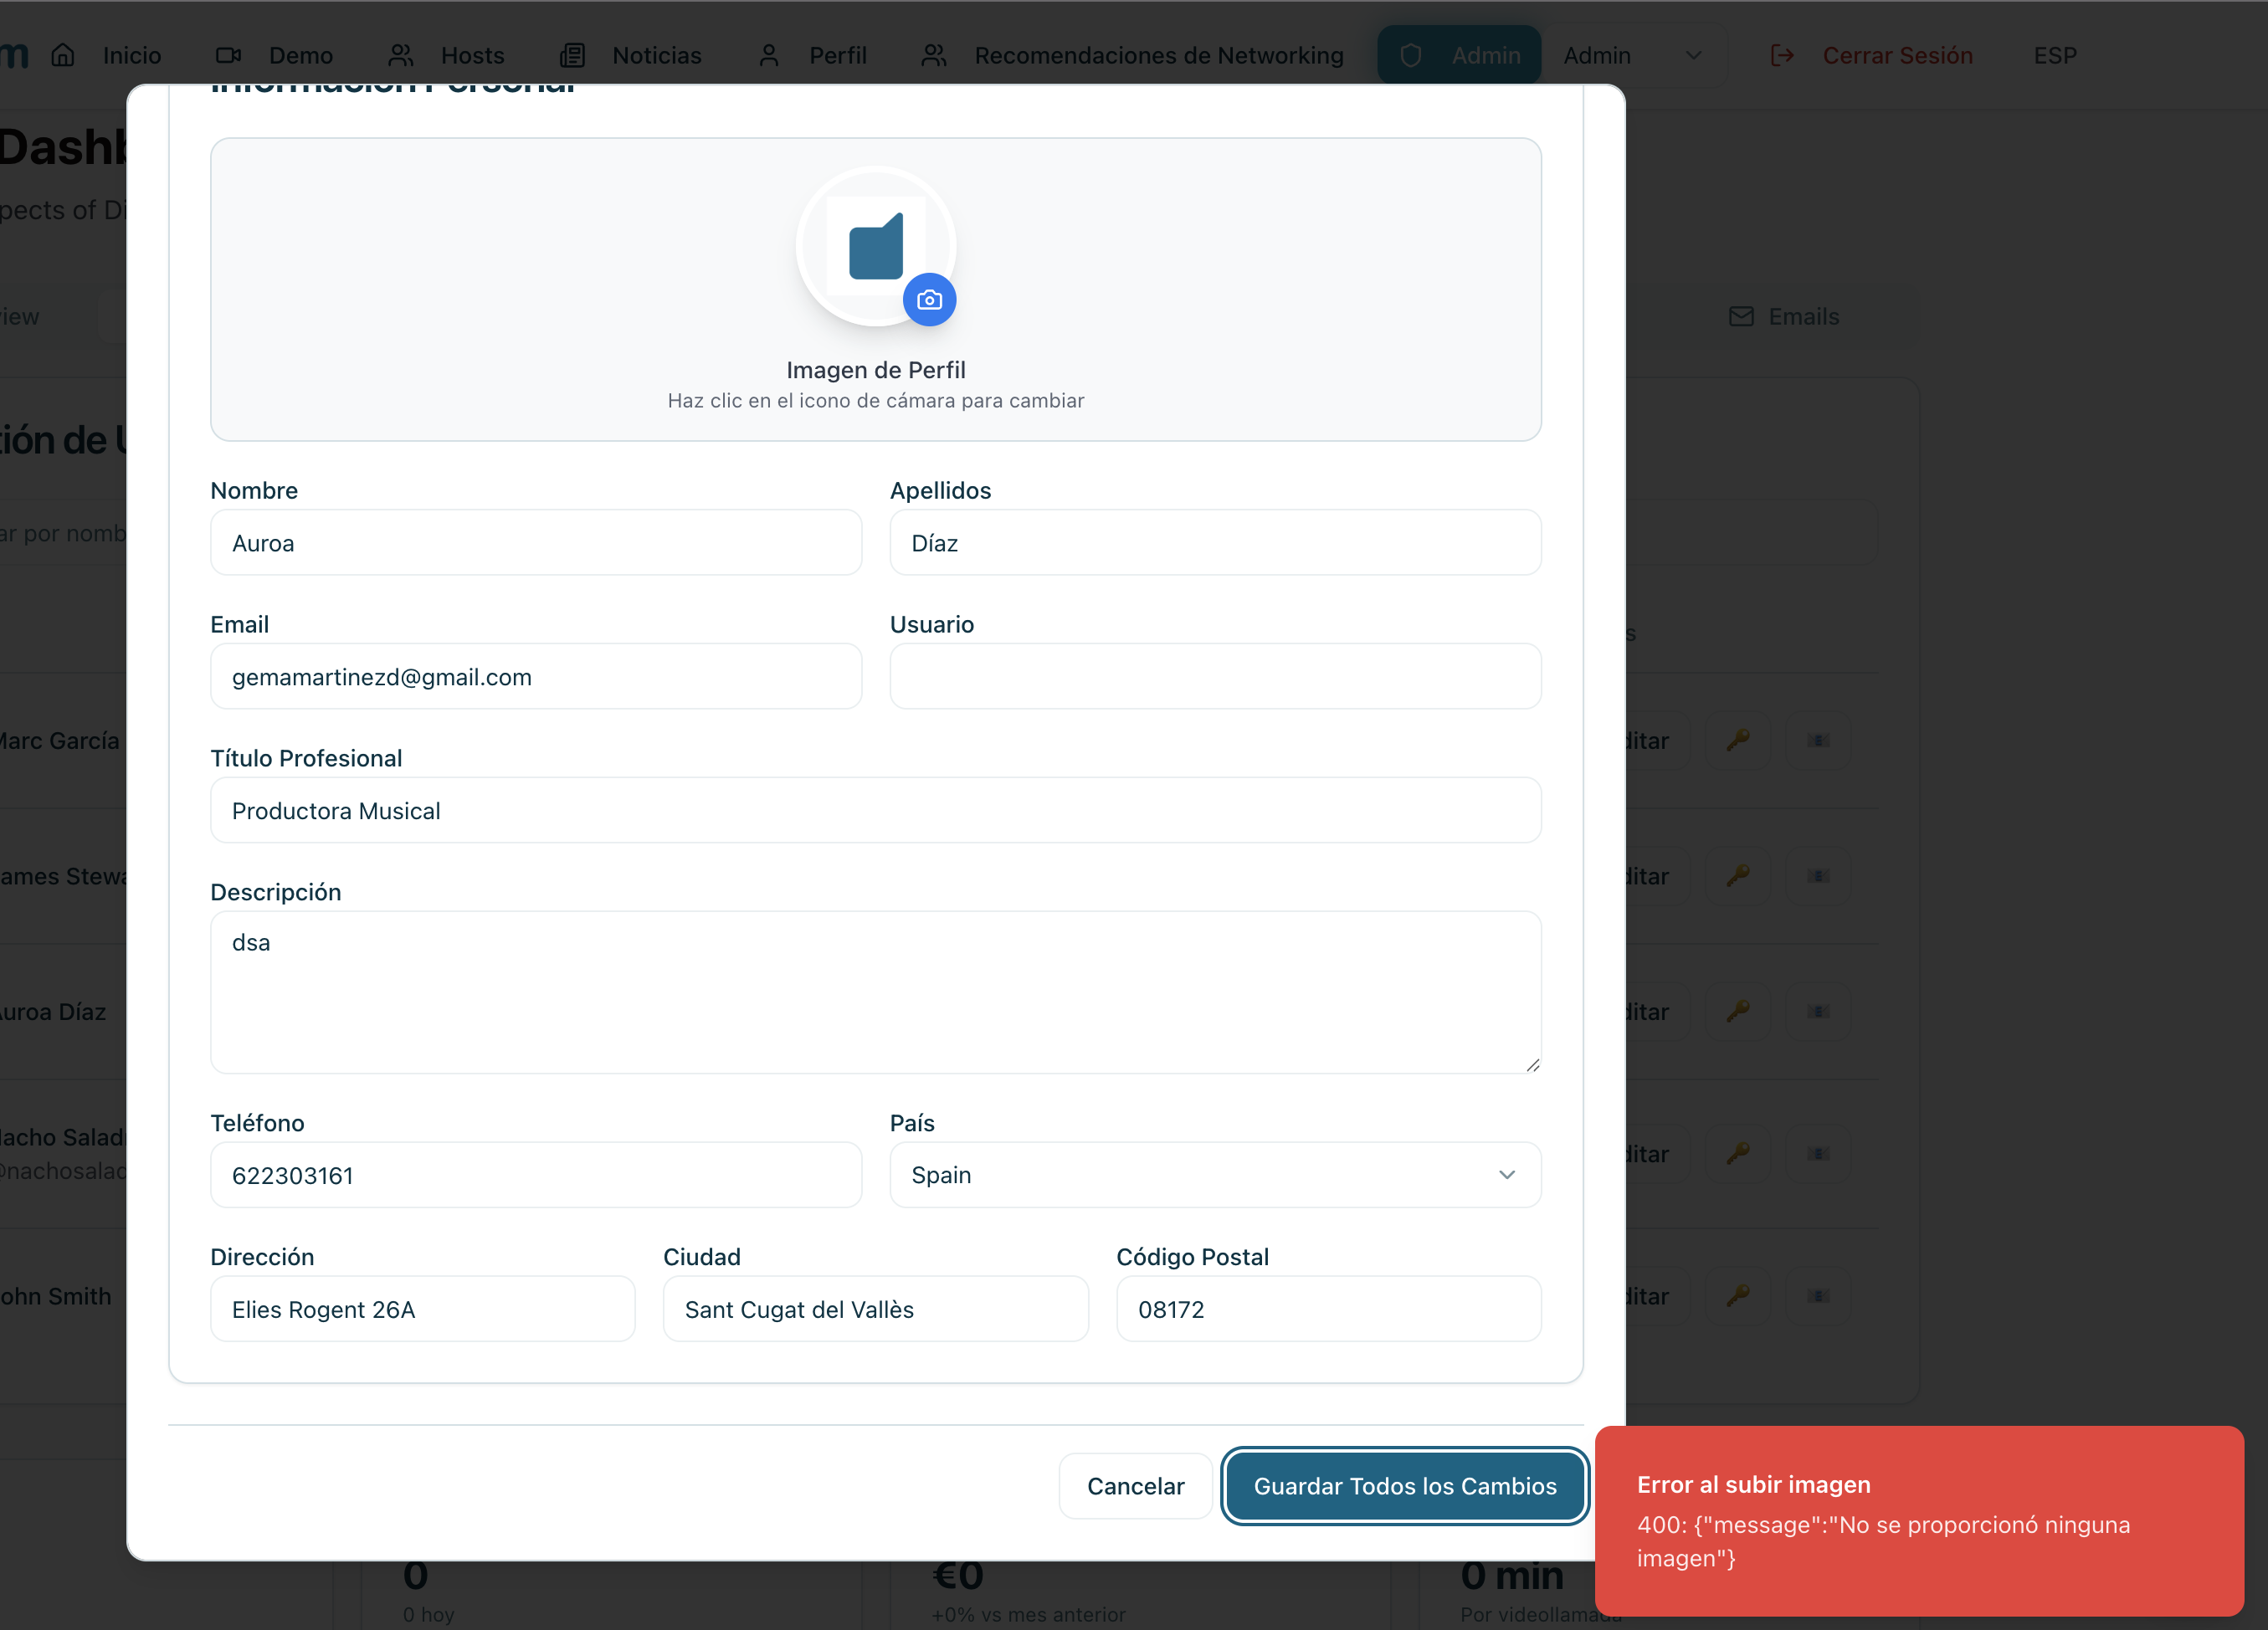 m Inicio Demo Hosts Noticias Perfil Recomendaciones de Networking Admin Admin Cerrar Sesión ESP
Información Personal
Dashb
pects of Di
iew
Emails
Imagen de Perfil
Haz clic en el icono de cámara para cambiar
tión de U
ar por nomb
Nombre
Auroa
Apellidos
Díaz
Email
gemamartinezd@gmail.com
Usuario
s
Marc García
ditar
Título Profesional
Productora Musical
ames Stewa
ditar
Descripción
dsa
Auroa Díaz
ditar
Teléfono
622303161
País
Spain
Nacho Salad
@nachosalad
ditar
Dirección
Elies Rogent 26A
Ciudad
Sant Cugat del Vallès
Código Postal
08172
ohn Smith
ditar
Cancelar
Guardar Todos los Cambios
Error al subir imagen
400: {"message":"No se proporcionó ninguna
imagen"}
0
0 hoy
€0
+0% vs mes anterior
0 min
Por videollamada